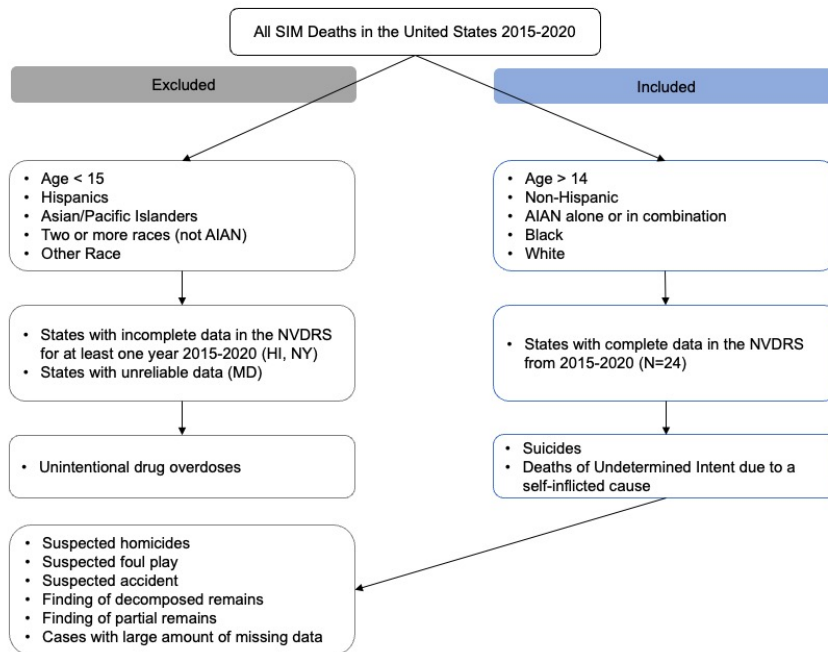 All SIM Deaths in the United States 2015-2020
Excluded
Included
• Age < 15
• Hispanics
• Asian/Pacific Islanders
• Two or more races (not AIAN)
• Other Race
• Age > 14
• Non-Hispanic
• AIAN alone or in combination
• Black
• White
• States with incomplete data in the NVDRS
for at least one year 2015-2020 (HI, NY)
• States with unreliable data (MD)
• States with complete data in the NVDRS
from 2015-2020 (N=24)
• Unintentional drug overdoses
• Suicides
• Deaths of Undetermined Intent due to a
self-inflicted cause
• Suspected homicides
• Suspected foul play
• Suspected accident
• Finding of decomposed remains
• Finding of partial remains
• Cases with large amount of missing data